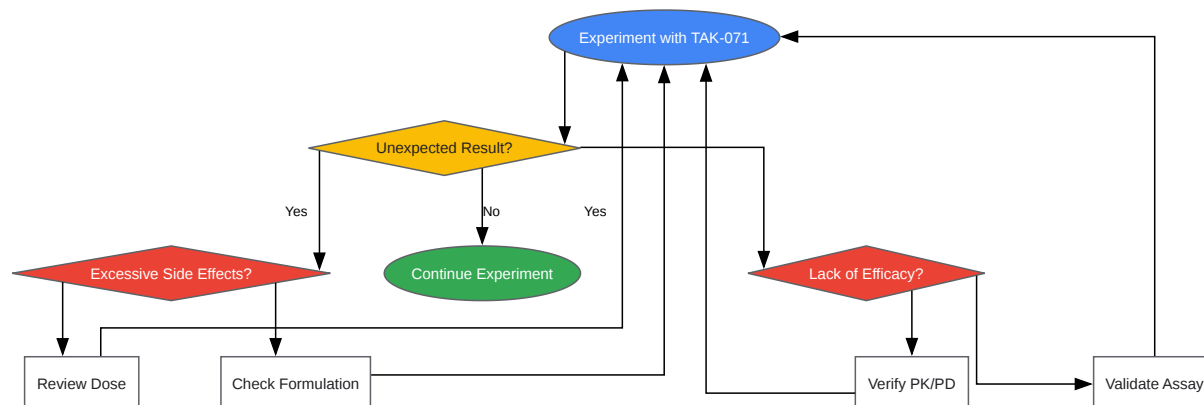 Experiment with TAK-071
Unexpected Result?
Yes
No
Yes
Excessive Side Effects?
Continue Experiment
Lack of Efficacy?
Review Dose
Check Formulation
Verify PK/PD
Validate Assay